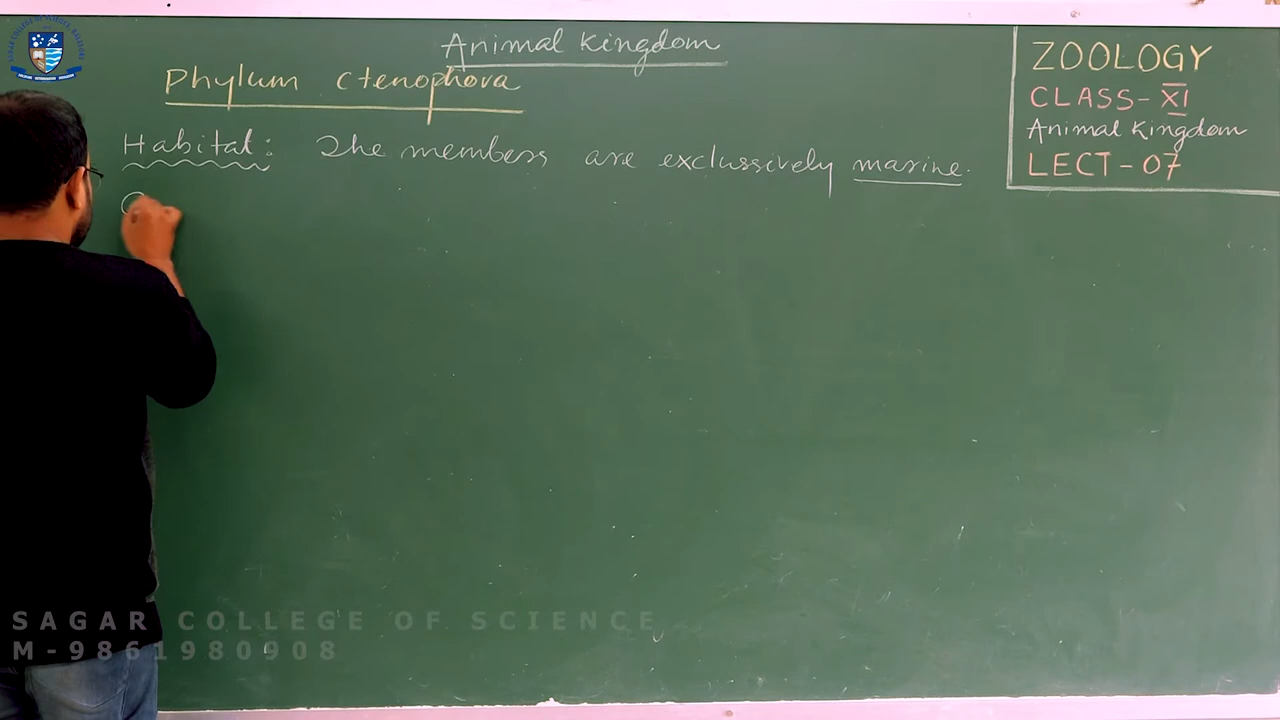 Animal Kingdom
Phylum Ctenophora
Habital: The members are exclussively marine.
ZOOLOGY
CLASS-XI
Animal Kingdom
LECT-07
SAGAR COLLEGE OF SCIENCE
M-9861980908